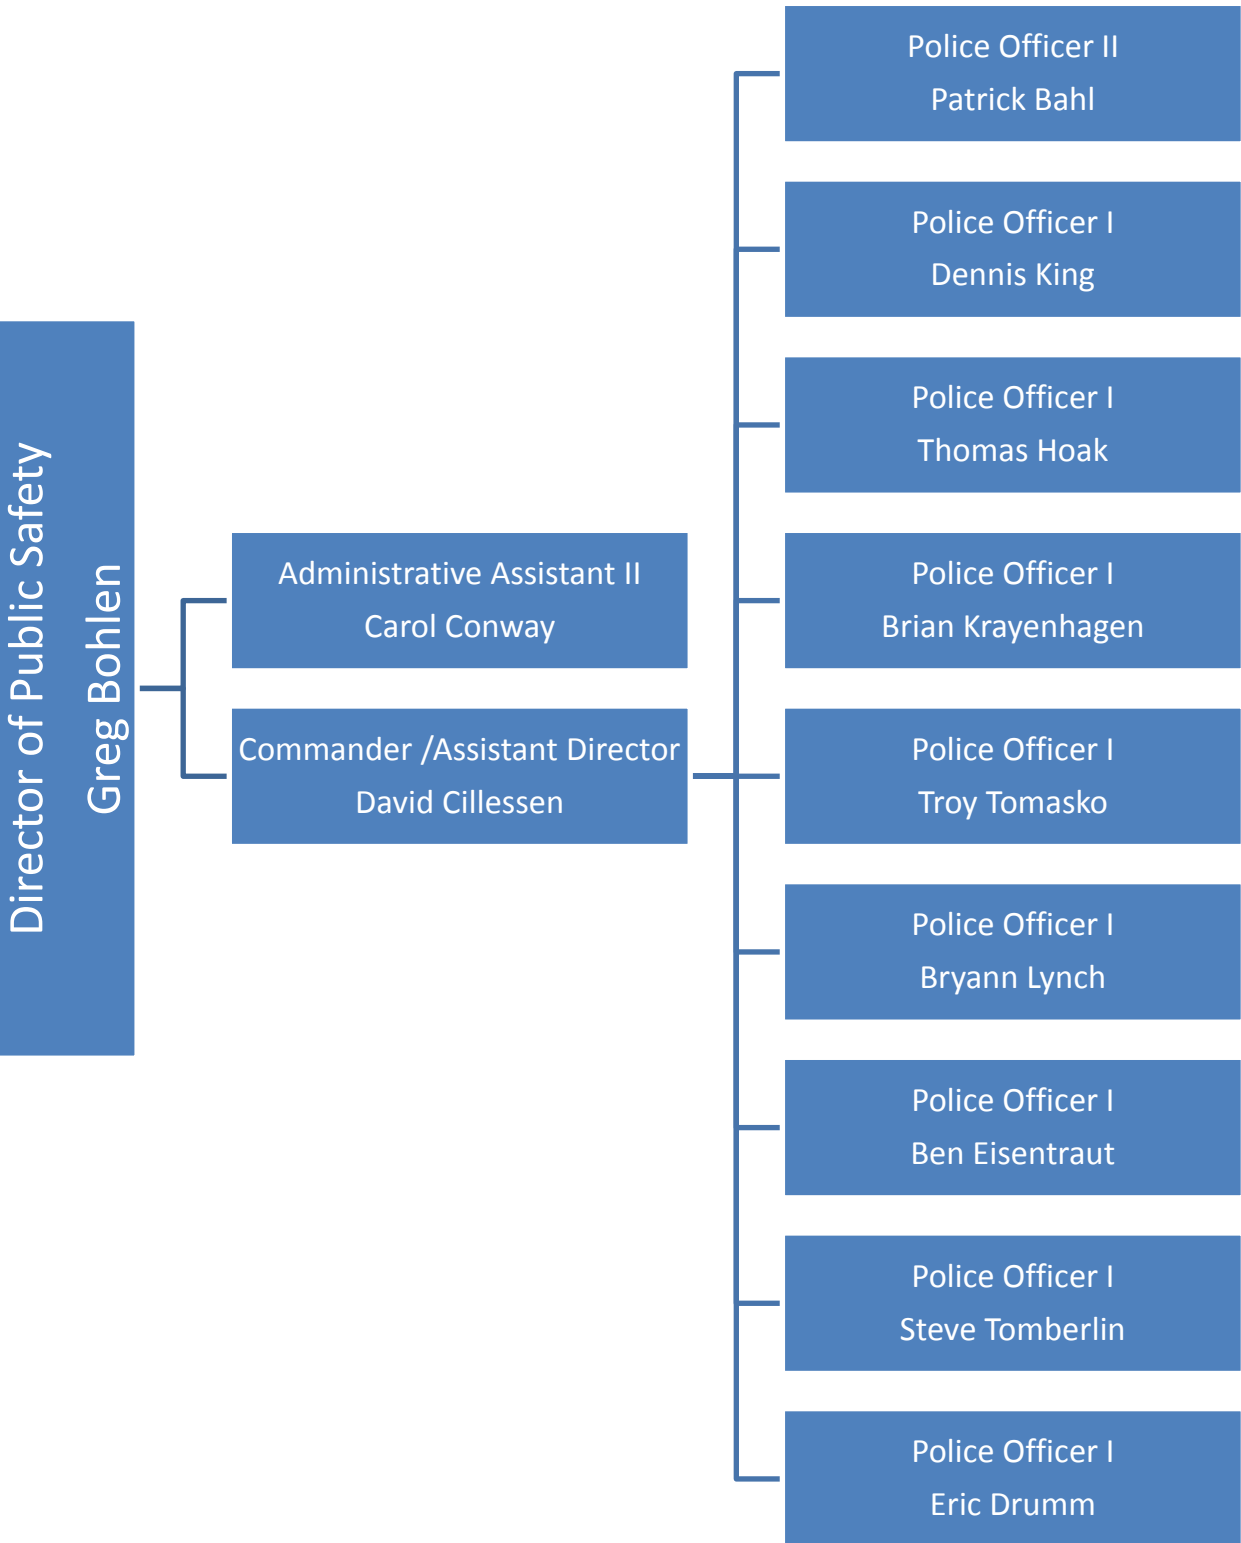 Director of Public Safety
Greg Bohlen
Administrative Assistant II
Carol Conway
Commander /Assistant Director
David Cillessen
Police Officer II
Patrick Bahl
Police Officer I
Dennis King
Police Officer I
Thomas Hoak
Police Officer I
Brian Krayenhagen
Police Officer I
Troy Tomasko
Police Officer I
Bryann Lynch
Police Officer I
Ben Eisentraut
Police Officer I
Steve Tomberlin
Police Officer I
Eric Drumm